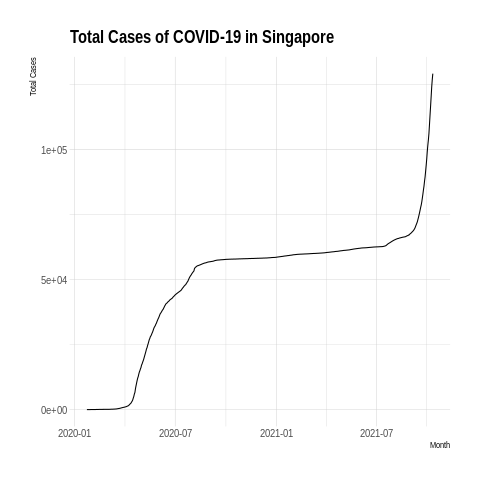 Total Cases of COVID-19 in Singapore
Total Cases
1e+05
5e+04
0e+00
2020-01 2020-07 2021-01 2021-07
Month